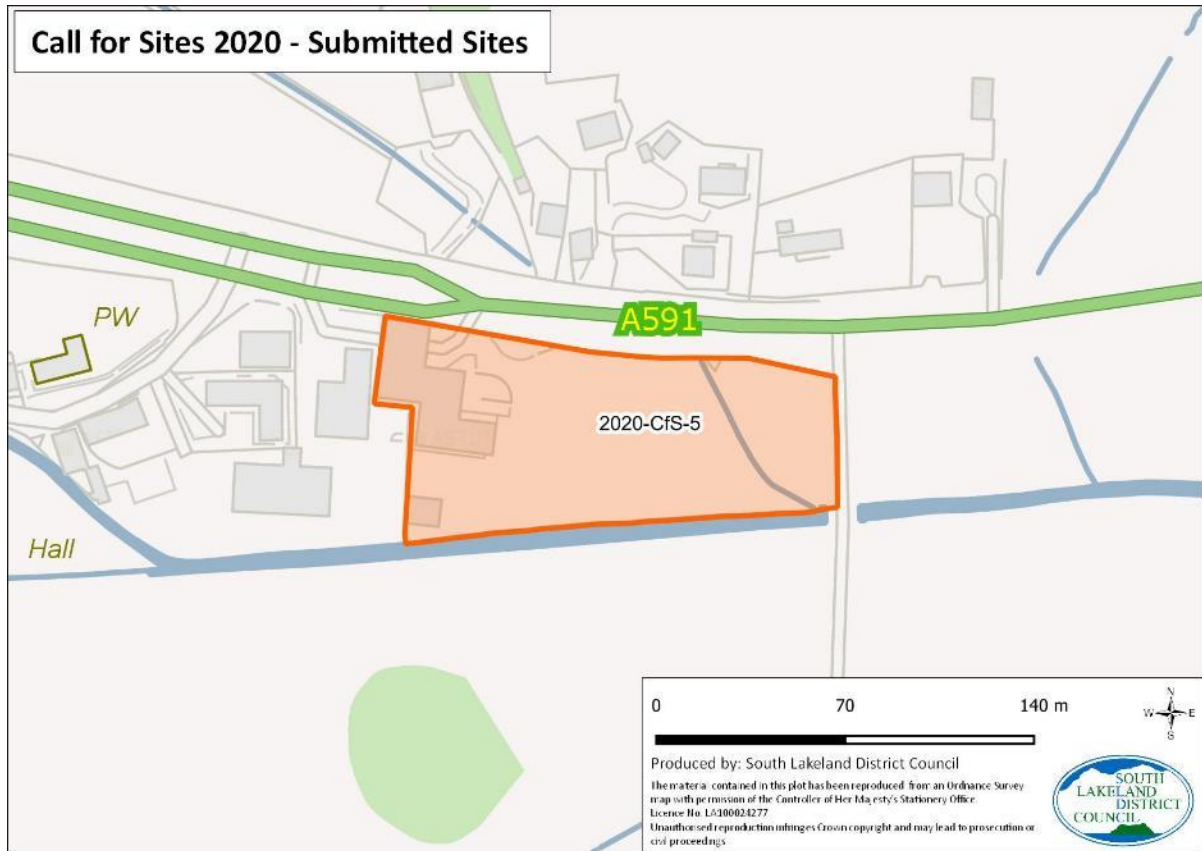 Call for Sites 2020 - Submitted Sites
PW
A591
2020-CfS-5
Hall
0 70 140 m
N
W E
S
Produced by: South Lakeland District Council
The material contained in this plot has been reproduced from an Ordnance Survey
map with permission of the Controller of Her Majesty's Stationery Office.
Licence No. LA100024277
Unauthorised reproduction infringes Crown copyright and may lead to prosecution or
civil proceedings
SOUTH
LAKELAND
DISTRICT
COUNCIL